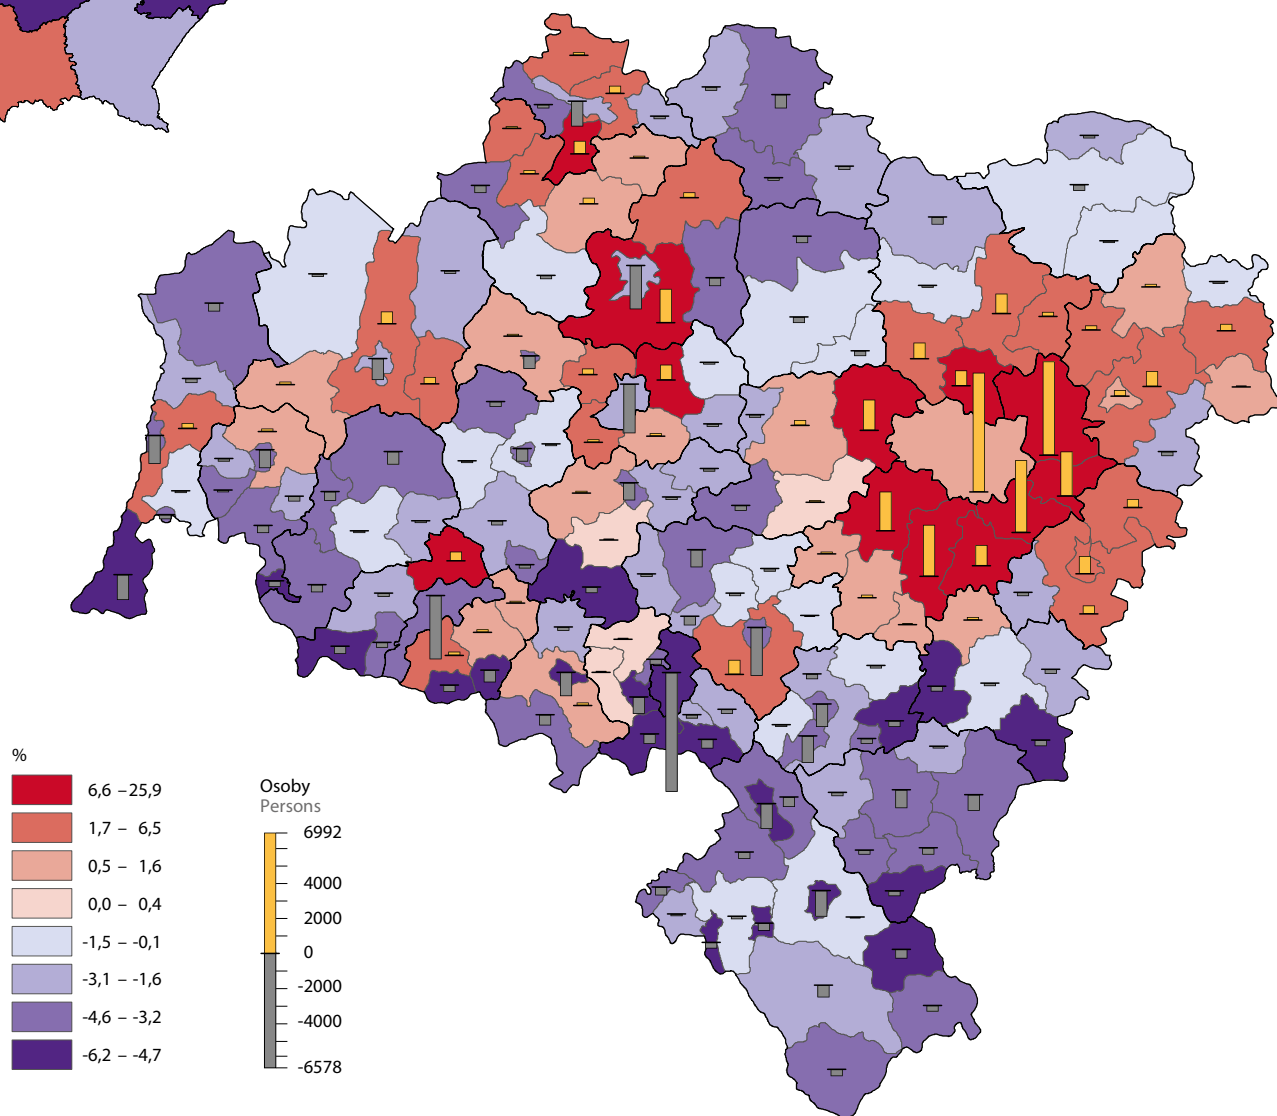 %
6,6 – 25,9
1,7 – 6,5
0,5 – 1,6
0,0 – 0,4
-1,5 – -0,1
-3,1 – -1,6
-4,6 – -3,2
-6,2 – -4,7
Osoby
Persons
6992
4000
2000
0
-2000
-4000
-6578